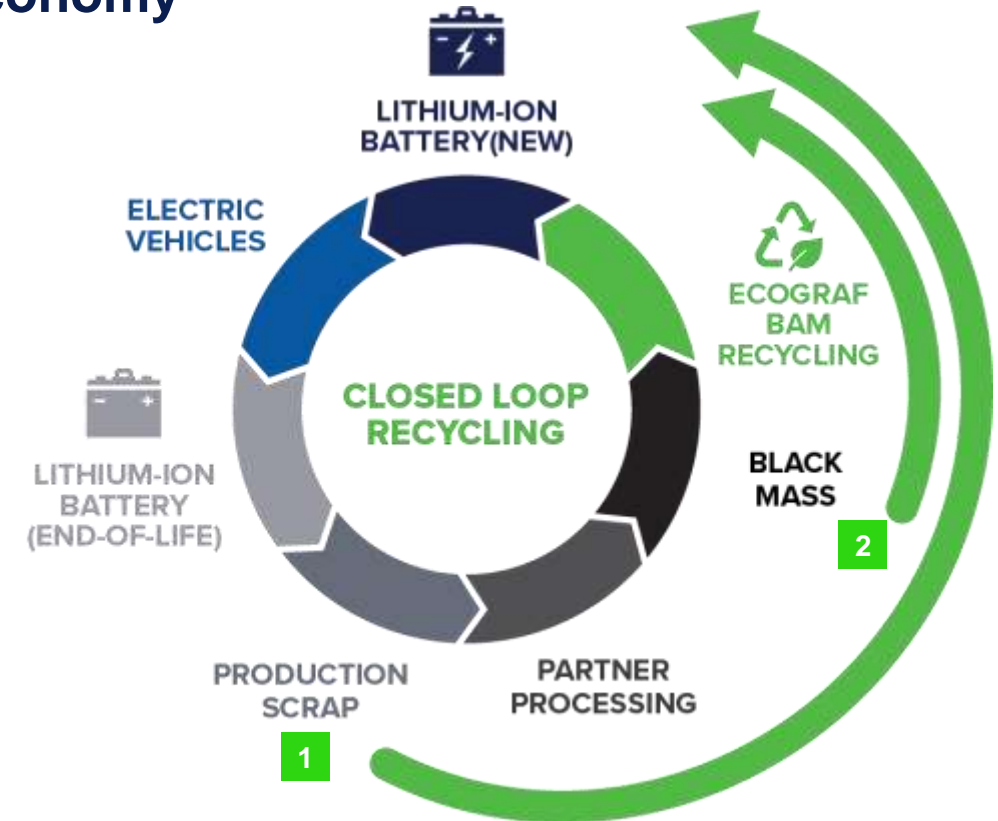 LITHIUM-ION
BATTERY(NEW)
ELECTRIC
VEHICLES
ECOGRAF
BAM
RECYCLING
CLOSED LOOP
RECYCLING
BLACK
MASS
2
LITHIUM-ION
BATTERY
(END-OF-LIFE)
PARTNER
PROCESSING
PRODUCTION
SCRAP
1